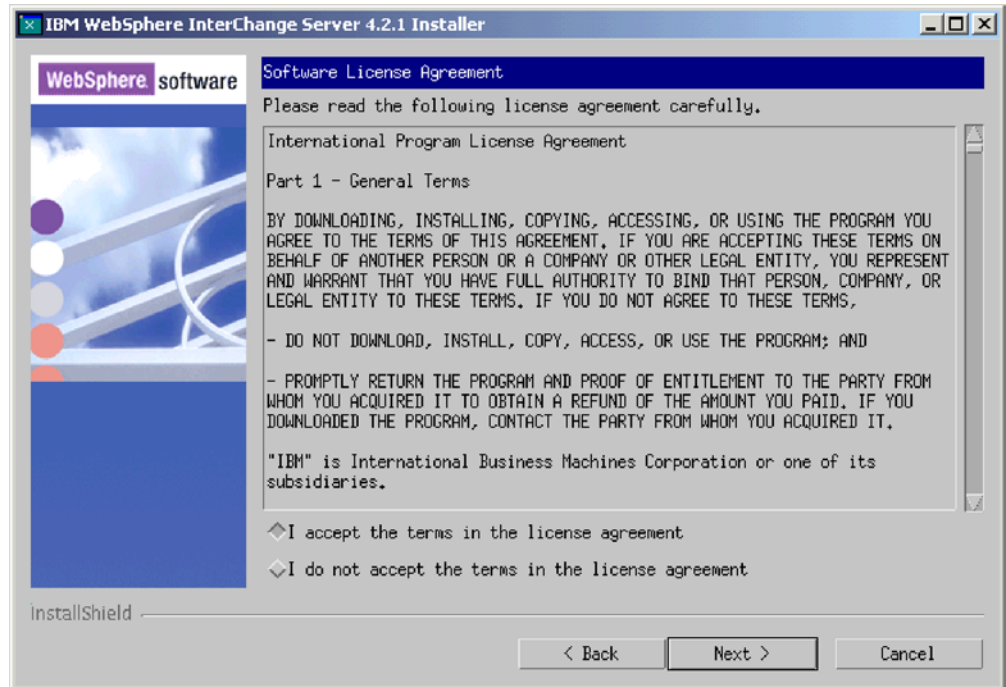 IBM WebSphere InterChange Server 4.2.1 Installer
WebSphere software
Software License Agreement
Please read the following license agreement carefully.
International Program License Agreement
Part 1 - General Terms
BY DOWNLOADING, INSTALLING, COPYING, ACCESSING, OR USING THE PROGRAM YOU
AGREE TO THE TERMS OF THIS AGREEMENT. IF YOU ARE ACCEPTING THESE TERMS ON
BEHALF OF ANOTHER PERSON OR A COMPANY OR OTHER LEGAL ENTITY, YOU REPRESENT
AND WARRANT THAT YOU HAVE FULL AUTHORITY TO BIND THAT PERSON, COMPANY, OR
LEGAL ENTITY TO THESE TERMS. IF YOU DO NOT AGREE TO THESE TERMS,
- DO NOT DOWNLOAD, INSTALL, COPY, ACCESS, OR USE THE PROGRAM; AND
- PROMPTLY RETURN THE PROGRAM AND PROOF OF ENTITLEMENT TO THE PARTY FROM
WHOM YOU ACQUIRED IT TO OBTAIN A REFUND OF THE AMOUNT YOU PAID. IF YOU
DOWNLOADED THE PROGRAM, CONTACT THE PARTY FROM WHOM YOU ACQUIRED IT.
"IBM" is International Business Machines Corporation or one of its
subsidiaries.
I accept the terms in the license agreement
I do not accept the terms in the license agreement
InstallShield
< Back
Next >
Cancel